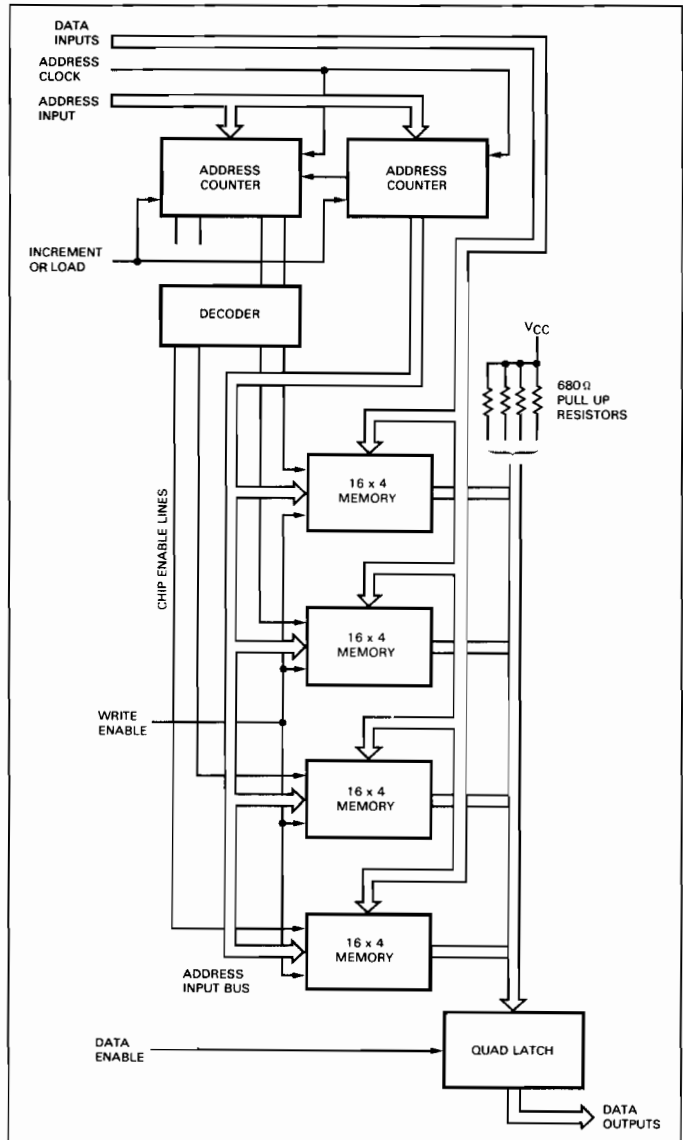 DATA
INPUTS
ADDRESS
CLOCK
ADDRESS
INPUT
ADDRESS
COUNTER
ADDRESS
COUNTER
INCREMENT
OR LOAD
DECODER
VCC
680Ω
PULL UP
RESISTORS
CHIP ENABLE LINES
16 x 4
MEMORY
16 x 4
MEMORY
WRITE
ENABLE
16 x 4
MEMORY
16 x 4
MEMORY
ADDRESS
INPUT BUS
DATA
ENABLE
QUAD LATCH
DATA
OUTPUTS